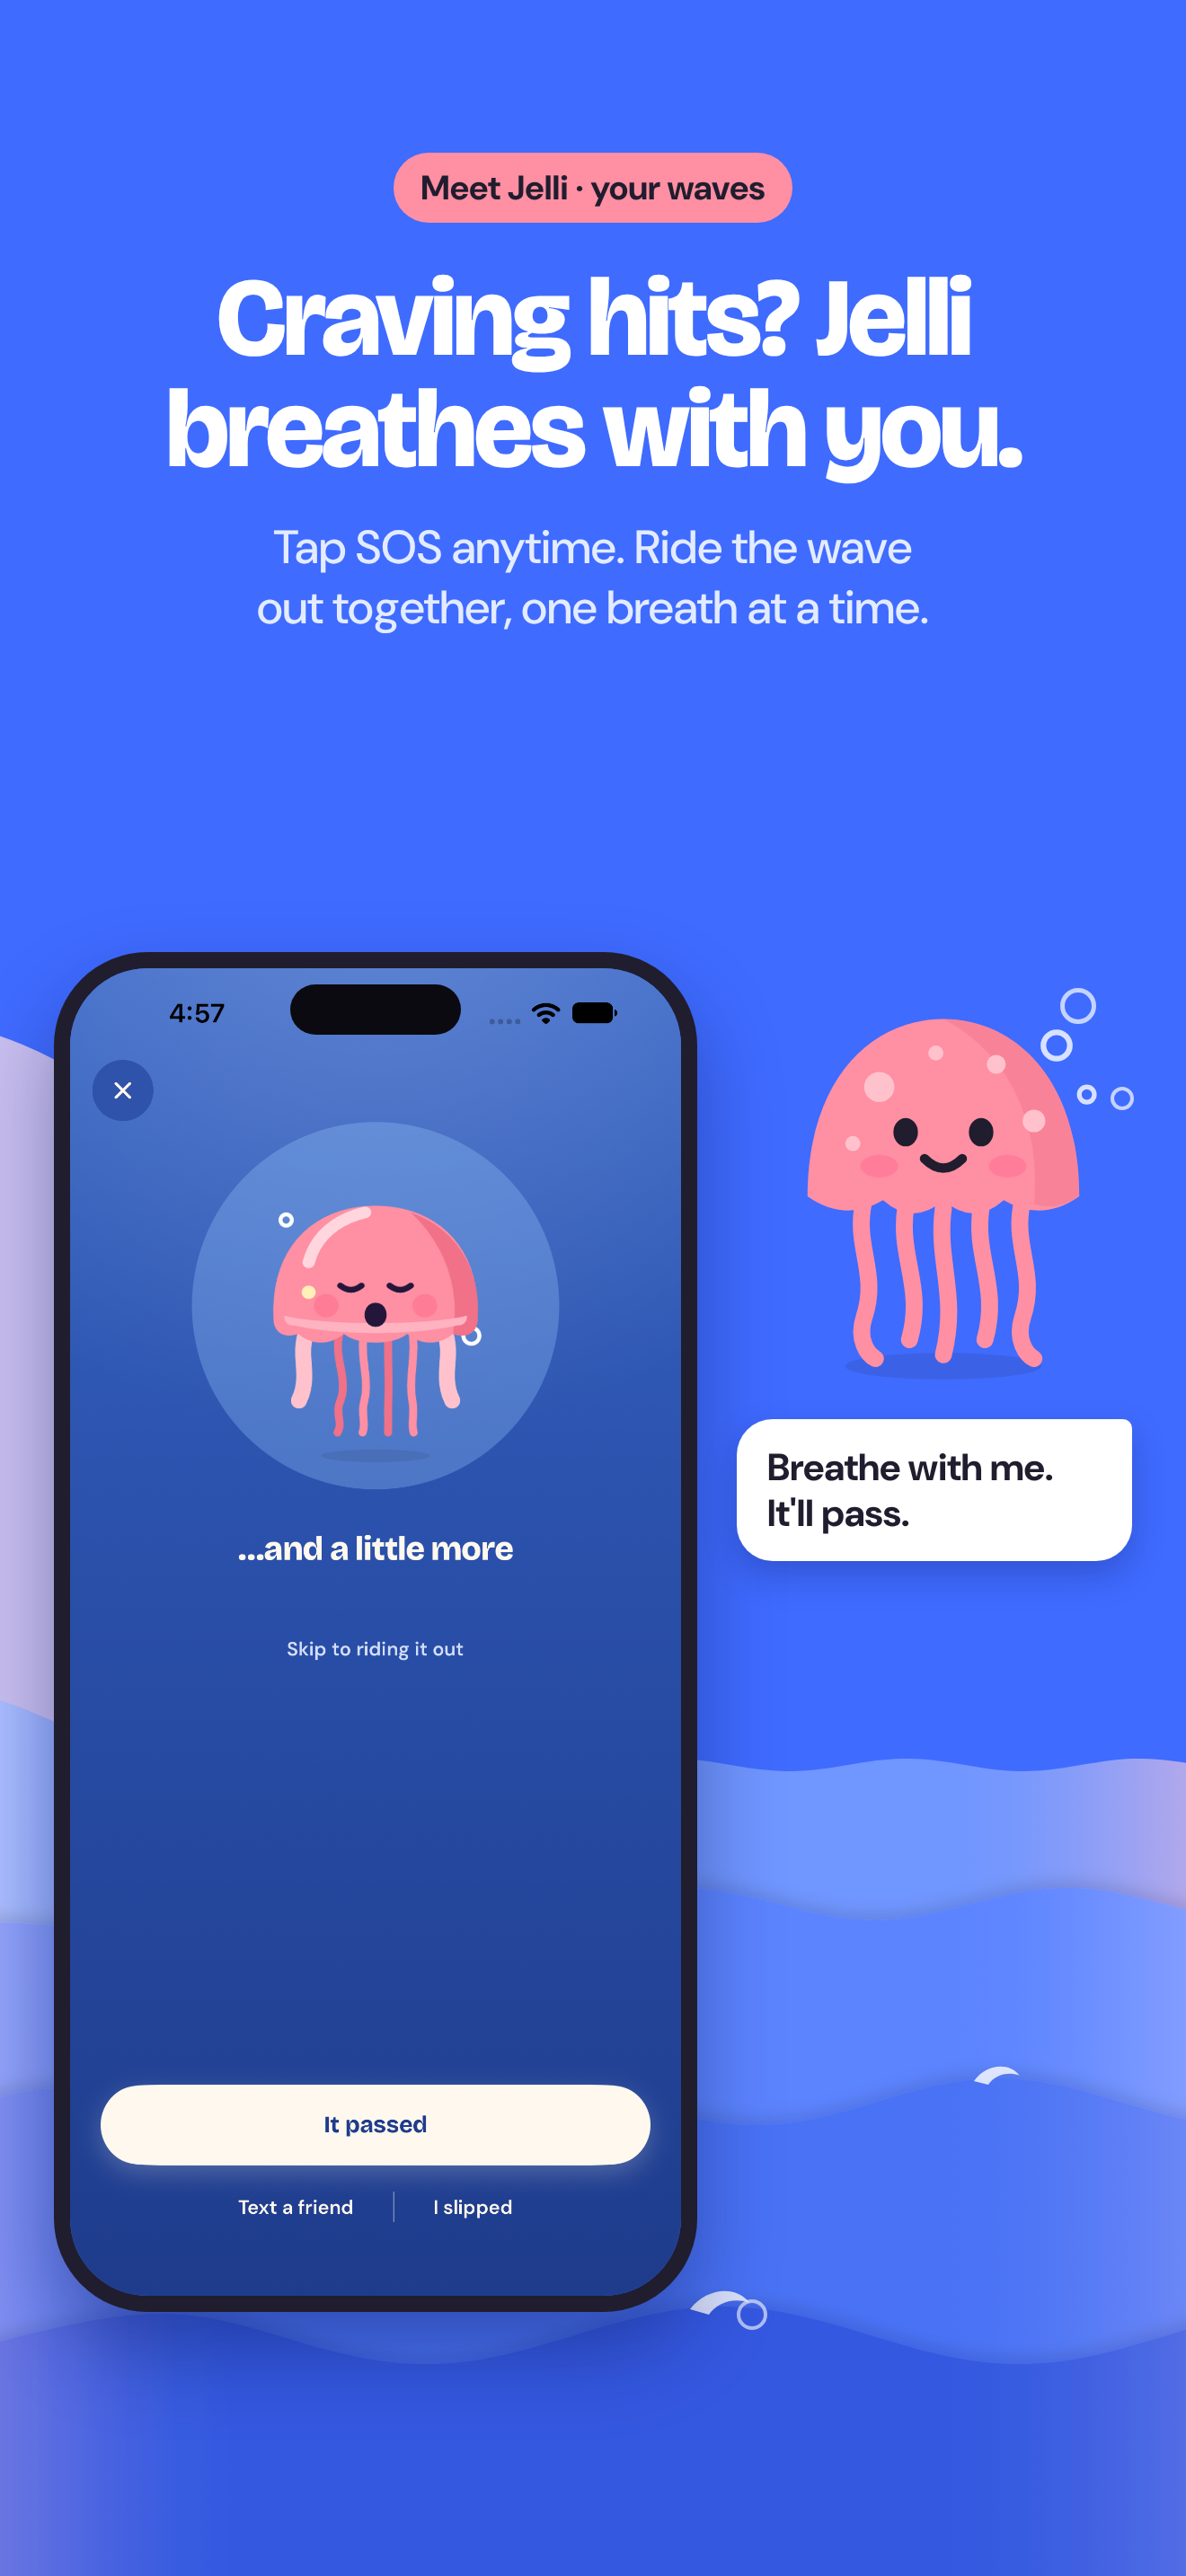 Meet Jelli · your waves
Craving hits? Jelli
breathes with you.
Tap SOS anytime. Ride the wave
out together, one breath at a time.
4:57
...and a little more
Skip to riding it out
Breathe with me.
It'll pass.
It passed
Text a friend
I slipped